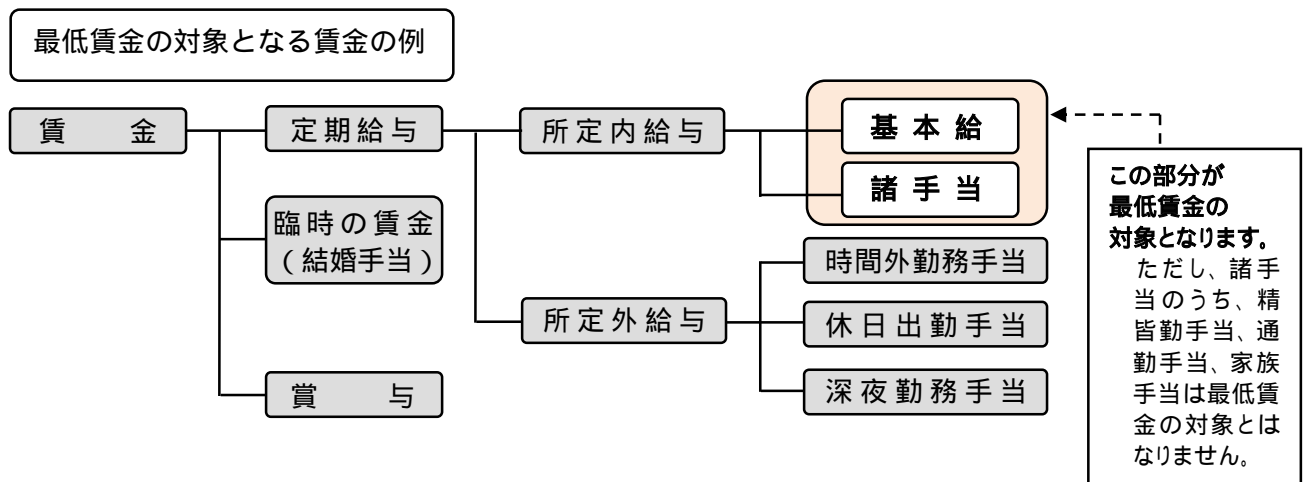 最低賃金の対象となる賃金の例
賃金
定期給与
所定内給与
基本給
諸手当
臨時の賃金
(結婚手当)
所定外給与
時間外勤務手当
休日出勤手当
深夜勤務手当
賞与
この部分が
最低賃金の
対象となります。
ただし、諸手
当のうち、精
皆勤手当、通
勤手当、家族
手当は最低賃
金の対象とは
なりません。